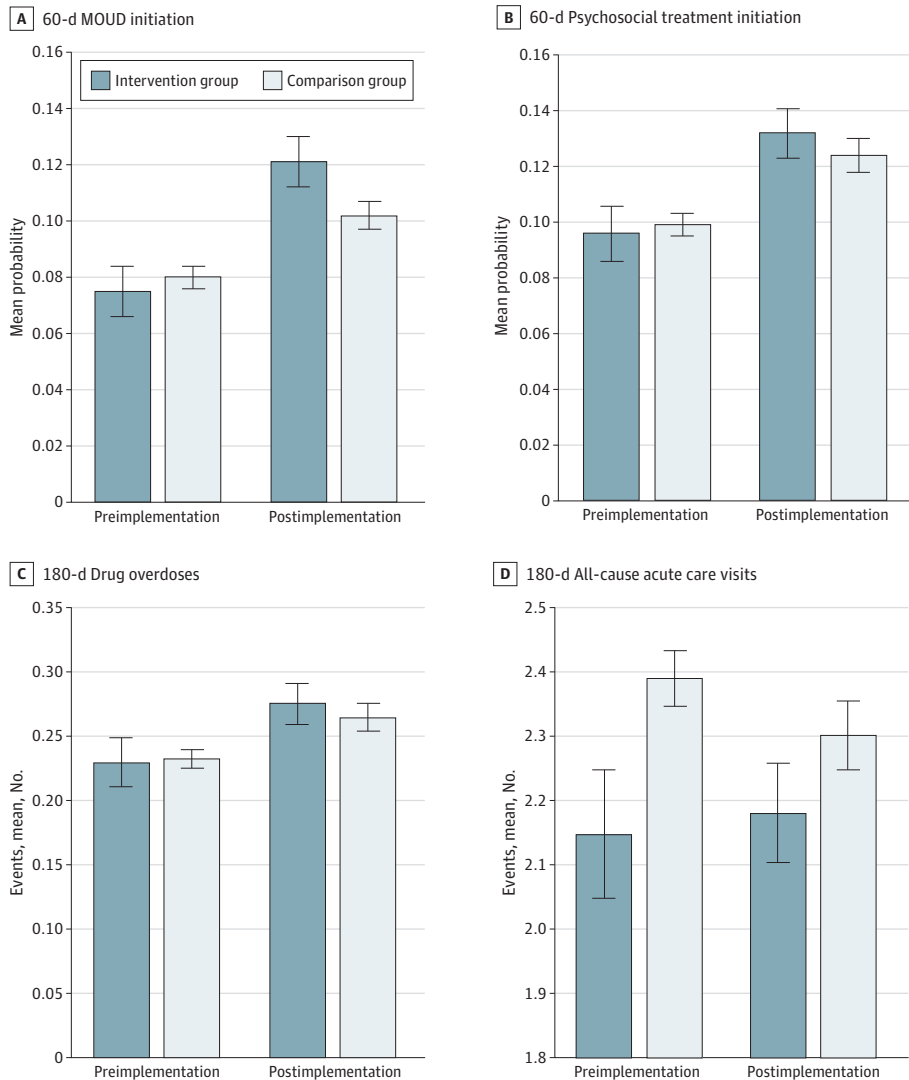 A 60-d MOUD initiation
0.16
0.14
0.12
0.10
0.08
0.06
0.04
0.02
0
Mean probability
Intervention group
Comparison group
Preimplementation
Postimplementation
B 60-d Psychosocial treatment initiation
0.16
0.14
0.12
0.10
0.08
0.06
0.04
0.02
0
Mean probability
Preimplementation
Postimplementation
C 180-d Drug overdoses
0.35
0.30
0.25
0.20
0.15
0.10
0.05
0
Events, mean, No.
Preimplementation
Postimplementation
D 180-d All-cause acute care visits
2.5
2.4
2.3
2.2
2.1
2.0
1.9
1.8
Events, mean, No.
Preimplementation
Postimplementation